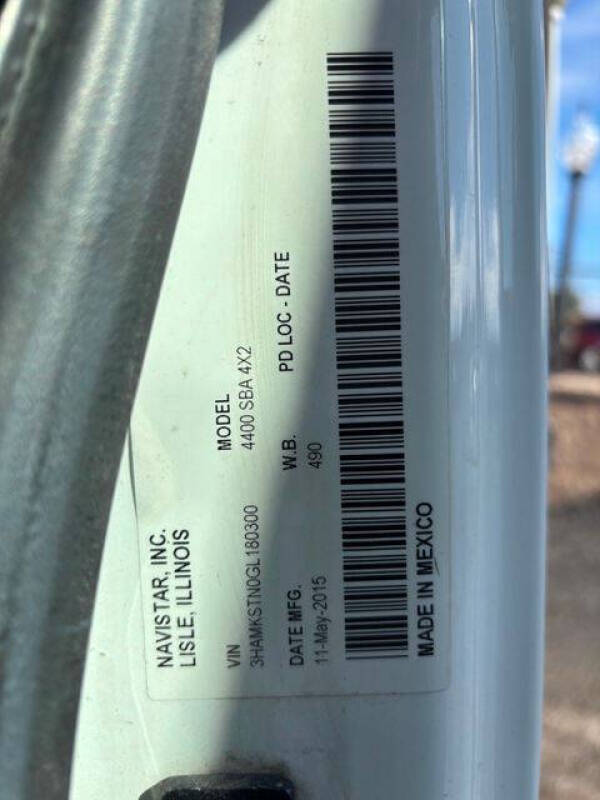 NAVISTAR, INC.
LISLE, ILLINOIS
VIN MODEL
3HAMKSTN0GL180300 4400 SBA 4X2
DATE MFG. W.B. PD LOC - DATE
11-May-2015 490
MADE IN MEXICO